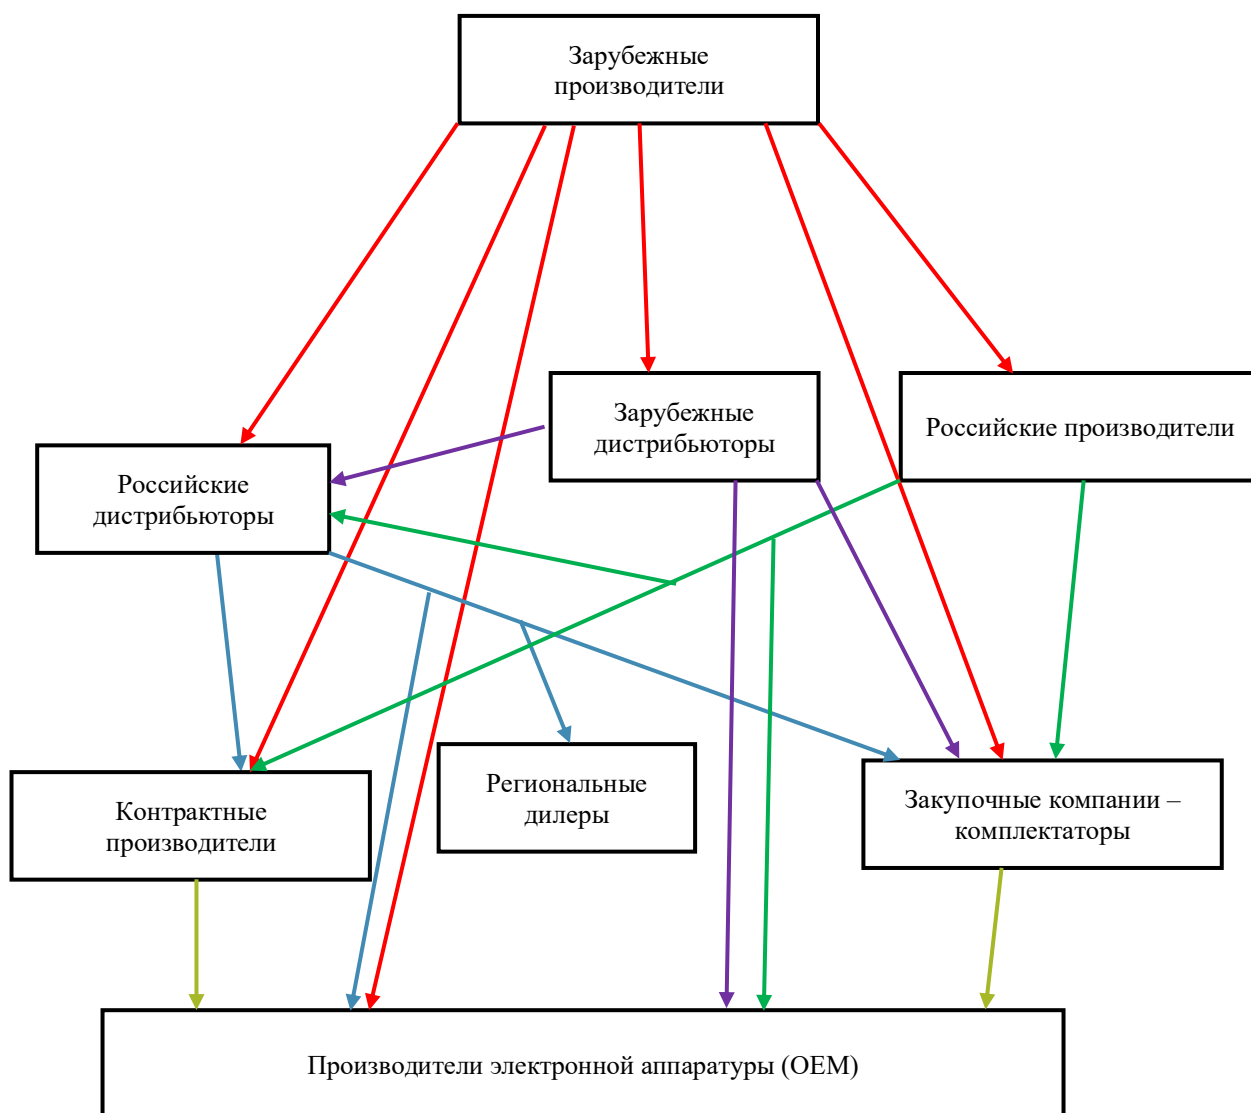 Зарубежные
производители
Зарубежные
дистрибьюторы
Российские производители
Российские
дистрибьюторы
Контрактные
производители
Региональные
дилеры
Закупочные компании –
комплектаторы
Производители электронной аппаратуры (OEM)